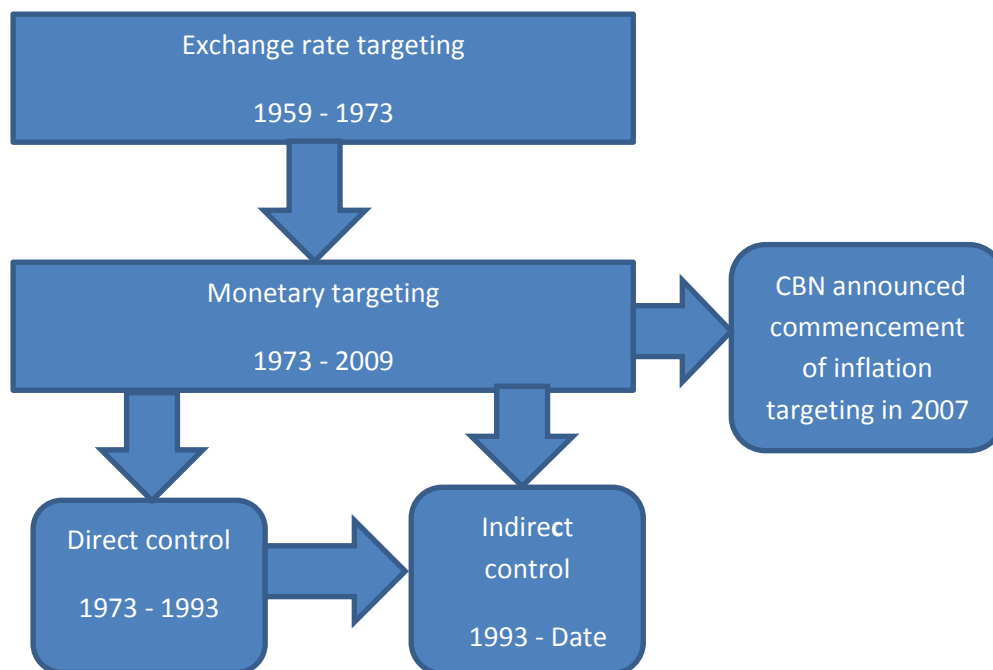 Exchange rate targeting
1959 - 1973
Monetary targeting
1973 - 2009
CBN announced
commencement
of inflation
targeting in 2007
Direct control
1973 - 1993
Indirect
control
1993 - Date